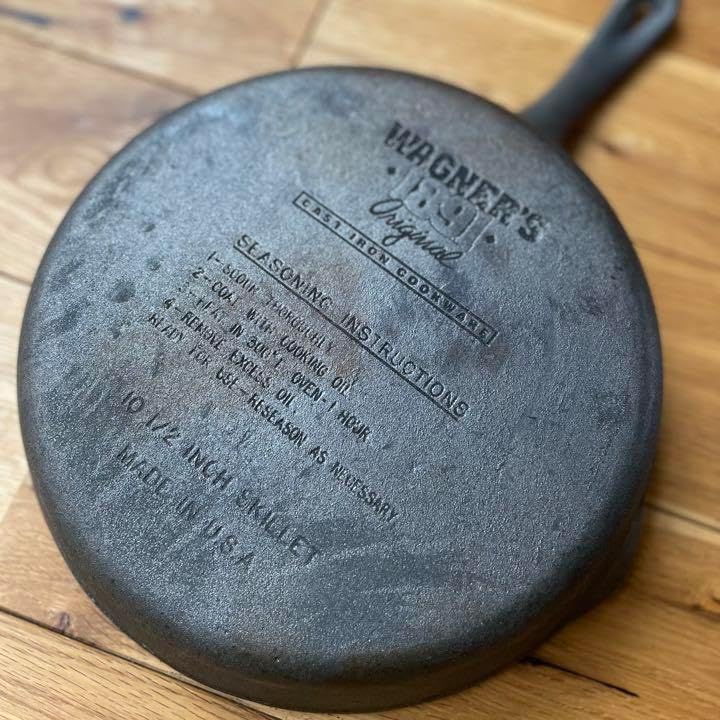 WAGNER'S
·1891·
Original
CAST IRON COOKWARE
SEASONING INSTRUCTIONS
1-SCOUR THOROUGHLY
2-COAT WITH COOKING OIL
3-HEAT IN 300°F. OVEN-1 HOUR
4-REMOVE EXCESS OIL
READY FOR USE-RESEASON AS NECESSARY
10 1/2 INCH SKILLET
MADE IN U.S.A